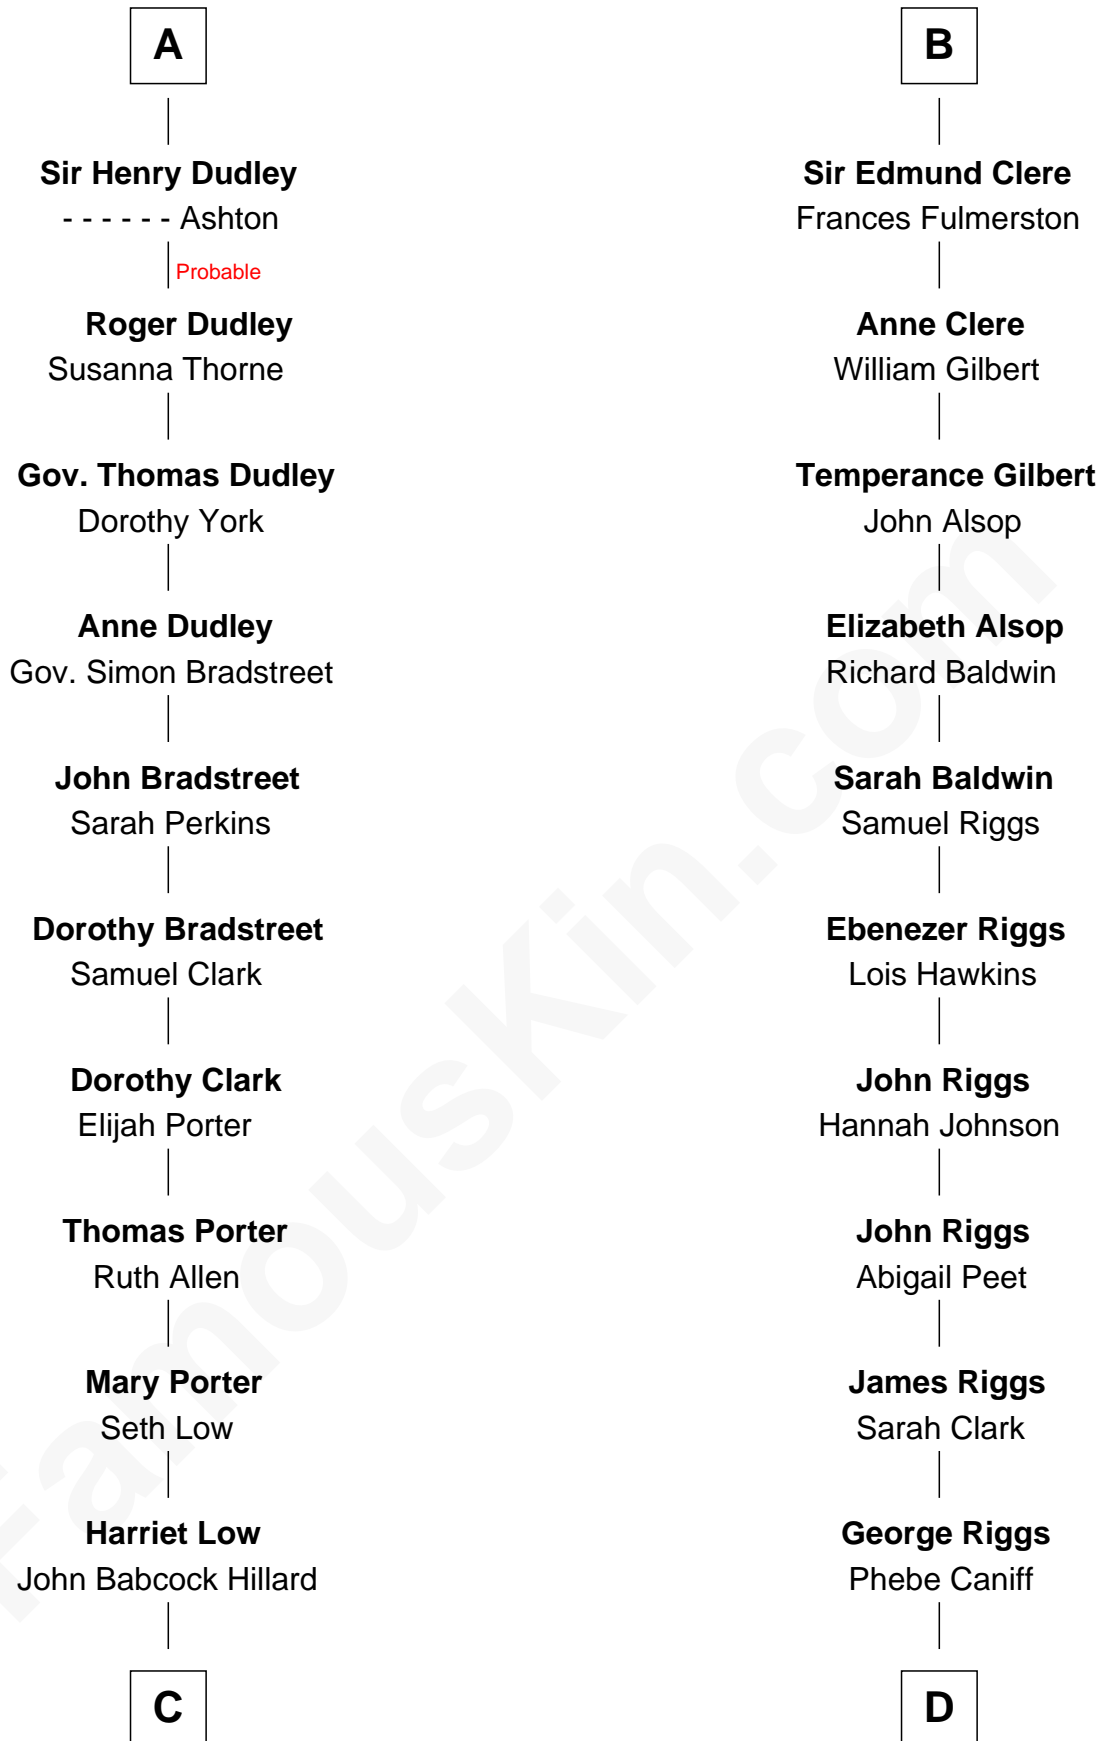 A
Sir Henry Dudley
- - - - - - Ashton
Probable
Roger Dudley
Susanna Thorne
Gov. Thomas Dudley
Dorothy York
Anne Dudley
Gov. Simon Bradstreet
John Bradstreet
Sarah Perkins
Dorothy Bradstreet
Samuel Clark
Dorothy Clark
Elijah Porter
Thomas Porter
Ruth Allen
Mary Porter
Seth Low
Harriet Low
John Babcock Hillard
C
B
Sir Edmund Clere
Frances Fulmerston
Anne Clere
William Gilbert
Temperance Gilbert
John Alsop
Elizabeth Alsop
Richard Baldwin
Sarah Baldwin
Samuel Riggs
Ebenezer Riggs
Lois Hawkins
John Riggs
Hannah Johnson
John Riggs
Abigail Peet
James Riggs
Sarah Clark
George Riggs
Phebe Caniff
D
FamousKin.com